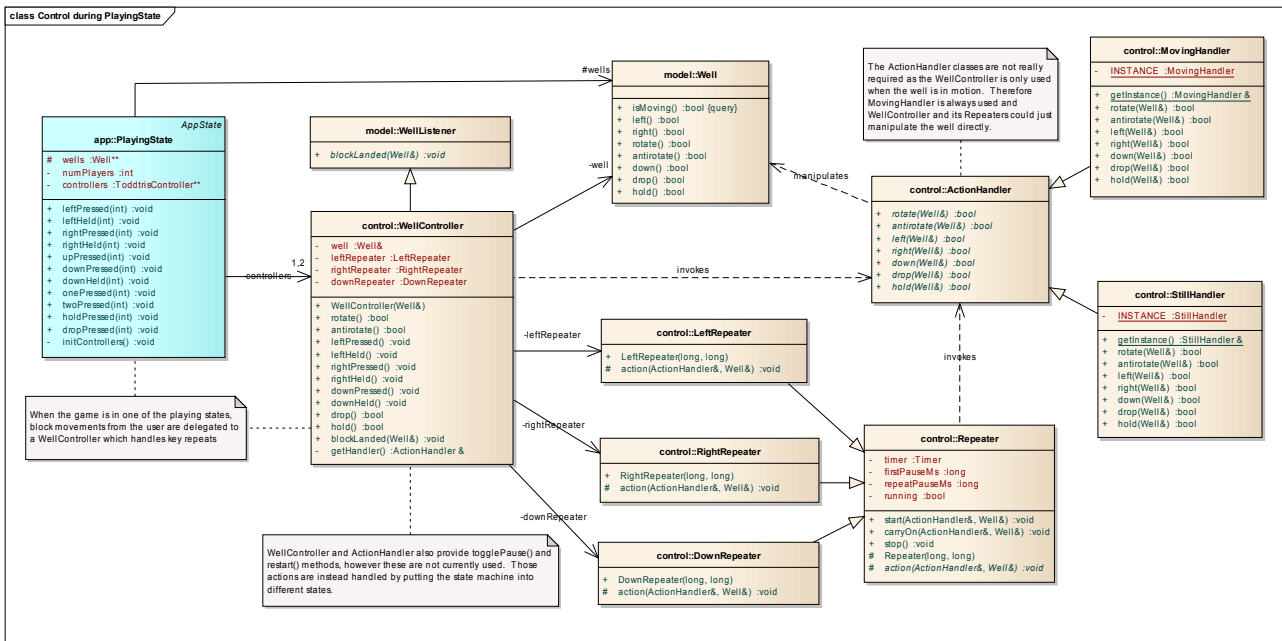 class Control during PlayingState
AppState
app::PlayingState
# wells :Well**
- numPlayers :int
- controllers :ToddtrisController**
+ leftPressed(int) :void
+ leftHeld(int) :void
+ rightPressed(int) :void
+ rightHeld(int) :void
+ upPressed(int) :void
+ downPressed(int) :void
+ downHeld(int) :void
+ onePressed(int) :void
+ twoPressed(int) :void
+ holdPressed(int) :void
+ dropPressed(int) :void
- initControllers() :void
When the game is in one of the playing states,
block movements from the user are delegated to
a WellController which handles key repeats
model::WellListener
+ blockLanded(Well&) :void
control::WellController
- well :Well&
- leftRepeater :LeftRepeater
- rightRepeater :RightRepeater
- downRepeater :DownRepeater
+ WellController(Well&)
+ rotate() :bool
+ antirotate() :bool
+ leftPressed() :void
+ leftHeld() :void
+ rightPressed() :void
+ rightHeld() :void
+ downPressed() :void
+ downHeld() :void
+ drop() :bool
+ hold() :bool
+ blockLanded(Well&) :void
- getHandler() :ActionHandler &
1,2
controllers
WellController and ActionHandler also provide togglePause() and
restart() methods, however these are not currently used. Those
actions are instead handled by putting the state machine into
different states.
#wells
-well
model::Well
+ isMoving() :bool {query}
+ left() :bool
+ right() :bool
+ rotate() :bool
+ antirotate() :bool
+ down() :bool
+ drop() :bool
+ hold() :bool
manipulates
invokes
-leftRepeater
control::LeftRepeater
+ LeftRepeater(long, long)
# action(ActionHandler&, Well&) :void
-rightRepeater
control::RightRepeater
+ RightRepeater(long, long)
# action(ActionHandler&, Well&) :void
-downRepeater
control::DownRepeater
+ DownRepeater(long, long)
# action(ActionHandler&, Well&) :void
The ActionHandler classes are not really
required as the WellController is only used
when the well is in motion. Therefore
MovingHandler is always used and
WellController and its Repeaters could just
manipulate the well directly.
control::ActionHandler
+ rotate(Well&) :bool
+ antirotate(Well&) :bool
+ left(Well&) :bool
+ right(Well&) :bool
+ down(Well&) :bool
+ drop(Well&) :bool
+ hold(Well&) :bool
invokes
control::Repeater
- timer :Timer
- firstPauseMs :long
- repeatPauseMs :long
- running :bool
+ start(ActionHandler&, Well&) :void
+ carryOn(ActionHandler&, Well&) :void
+ stop() :void
# Repeater(long, long)
# action(ActionHandler&, Well&) :void
control::MovingHandler
- INSTANCE :MovingHandler
+ getInstance() :MovingHandler &
+ rotate(Well&) :bool
+ antirotate(Well&) :bool
+ left(Well&) :bool
+ right(Well&) :bool
+ down(Well&) :bool
+ drop(Well&) :bool
+ hold(Well&) :bool
control::StillHandler
- INSTANCE :StillHandler
+ getInstance() :StillHandler &
+ rotate(Well&) :bool
+ antirotate(Well&) :bool
+ left(Well&) :bool
+ right(Well&) :bool
+ down(Well&) :bool
+ drop(Well&) :bool
+ hold(Well&) :bool